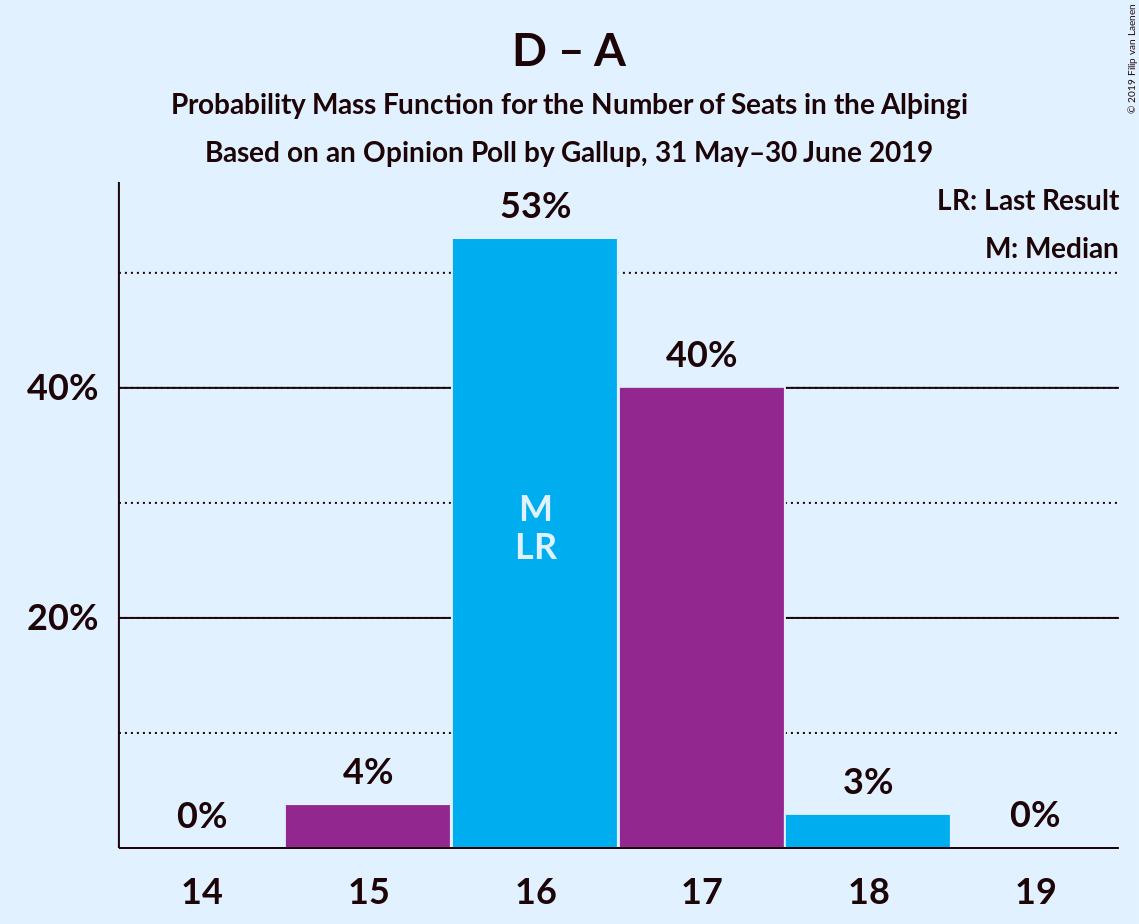 D – A
Probability Mass Function for the Number of Seats in the Alþingi
Based on an Opinion Poll by Gallup, 31 May–30 June 2019
© 2019 Filip van Laenen
LR: Last Result
M: Median
53%
40%
40%
M
LR
20%
4%
3%
0%
0%
14
15
16
17
18
19